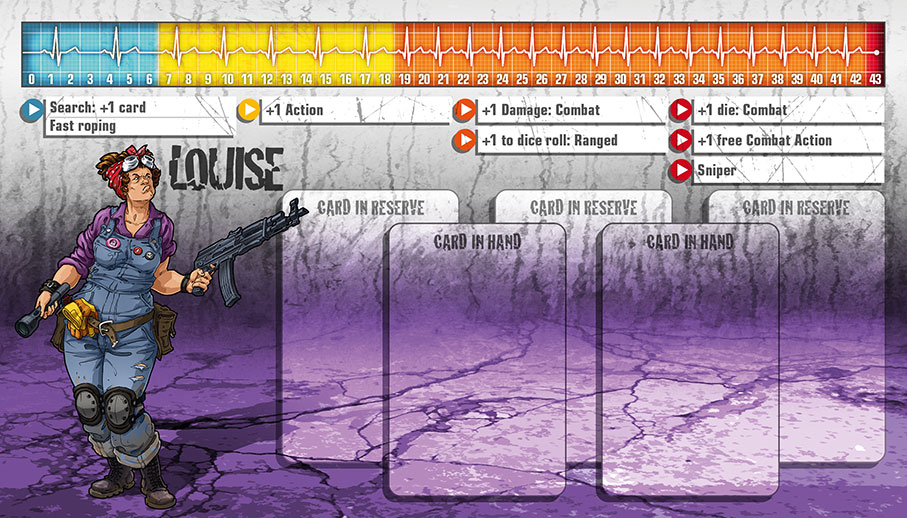 0 1 2 3 4 5 6 7 8 9 10 11 12 13 14 15 16 17 18 19 20 21 22 23 24 25 26 27 28 29 30 31 32 33 34 35 36 37 38 39 40 41 42 43
Search: +1 card
Fast roping
+1 Action
+1 Damage: Combat
+1 to dice roll: Ranged
+1 die: Combat
+1 free Combat Action
Sniper
LOUISE
CARD IN RESERVE
CARD IN RESERVE
CARD IN RESERVE
CARD IN HAND
CARD IN HAND